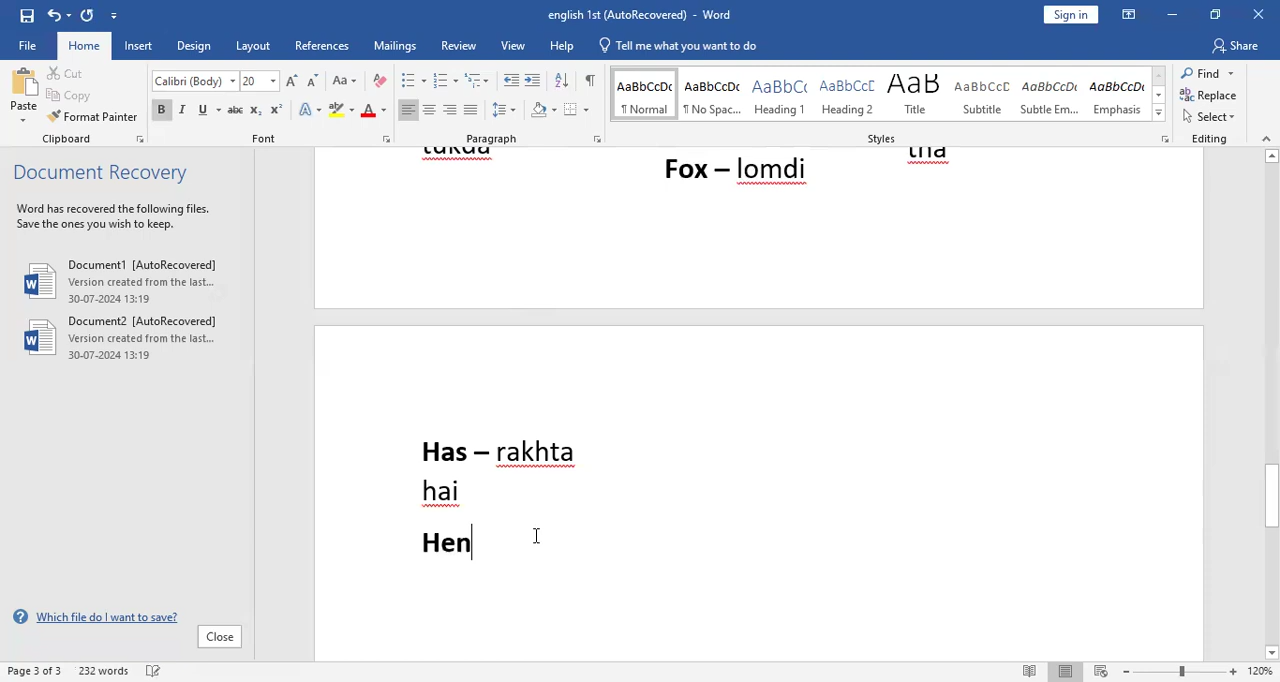 english 1st (AutoRecovered) - Word
Sign in
File Home Insert Design Layout References Mailings Review View Help Tell me what you want to do Share
Paste
Cut
Copy
Format Painter
Clipboard
Calibri (Body) 20
Font
Paragraph
AaBbCcDc AaBbCcDc AaBbCc AaBbCcC AaB AaBbCcD AaBbCcDc AaBbCcDc
¶ Normal ¶ No Spac... Heading 1 Heading 2 Title Subtitle Subtle Em... Emphasis
Styles
Find
Replace
Select
Editing
Document Recovery
Word has recovered the following files.
Save the ones you wish to keep.
Document1 [AutoRecovered]
Version created from the last...
30-07-2024 13:19
Document2 [AutoRecovered]
Version created from the last...
30-07-2024 13:19
Which file do I want to save?
Close
tukda
Fox – lomdi
tha
Has – rakhta
hai
Hen
Page 3 of 3 232 words
120%